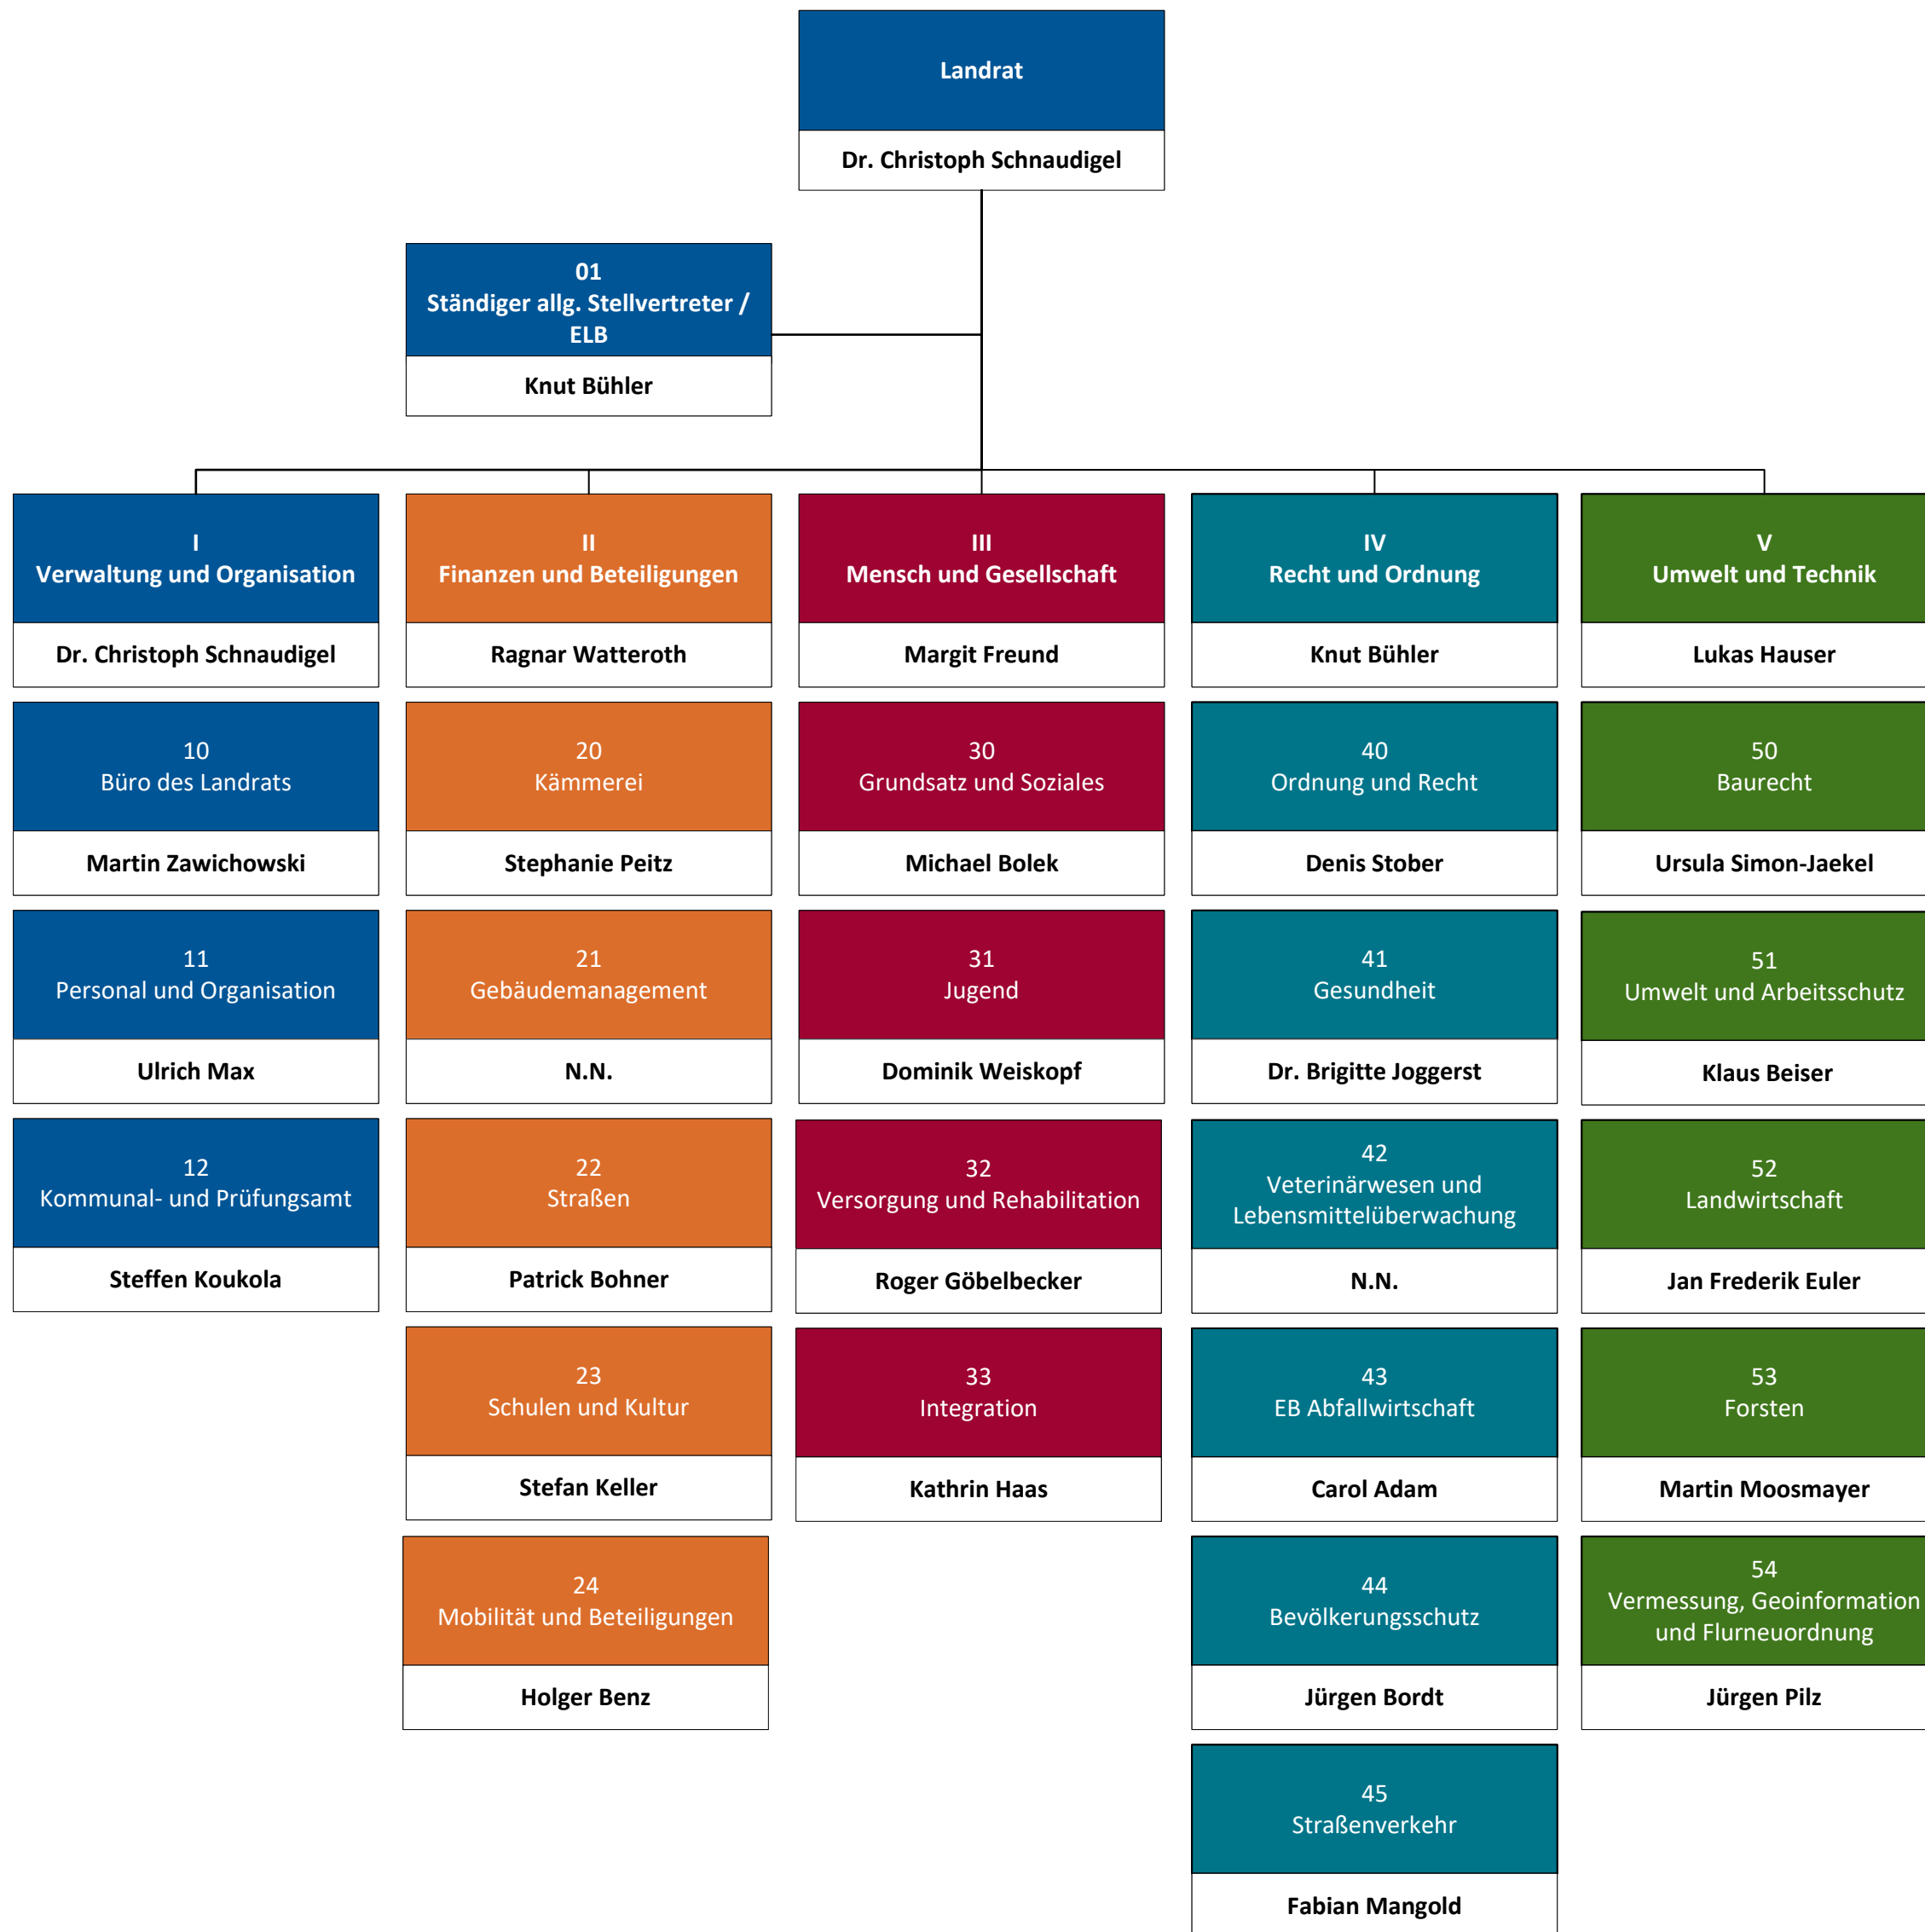 Landrat
Dr. Christoph Schnaudigel
01
Ständiger allg. Stellvertreter /
ELB
Knut Bühler
I
Verwaltung und Organisation
Dr. Christoph Schnaudigel
10
Büro des Landrats
Martin Zawichowski
11
Personal und Organisation
Ulrich Max
12
Kommunal- und Prüfungsamt
Steffen Koukola
II
Finanzen und Beteiligungen
Ragnar Watteroth
20
Kämmerei
Stephanie Peitz
21
Gebäudemanagement
N.N.
22
Straßen
Patrick Bohner
23
Schulen und Kultur
Stefan Keller
24
Mobilität und Beteiligungen
Holger Benz
III
Mensch und Gesellschaft
Margit Freund
30
Grundsatz und Soziales
Michael Bolek
31
Jugend
Dominik Weiskopf
32
Versorgung und Rehabilitation
Roger Göbelbecker
33
Integration
Kathrin Haas
IV
Recht und Ordnung
Knut Bühler
40
Ordnung und Recht
Denis Stober
41
Gesundheit
Dr. Brigitte Joggerst
42
Veterinärwesen und
Lebensmittelüberwachung
N.N.
43
EB Abfallwirtschaft
Carol Adam
44
Bevölkerungsschutz
Jürgen Bordt
45
Straßenverkehr
Fabian Mangold
V
Umwelt und Technik
Lukas Hauser
50
Baurecht
Ursula Simon-Jaekel
51
Umwelt und Arbeitsschutz
Klaus Beiser
52
Landwirtschaft
Jan Frederik Euler
53
Forsten
Martin Moosmayer
54
Vermessung, Geoinformation
und Flurneuordnung
Jürgen Pilz